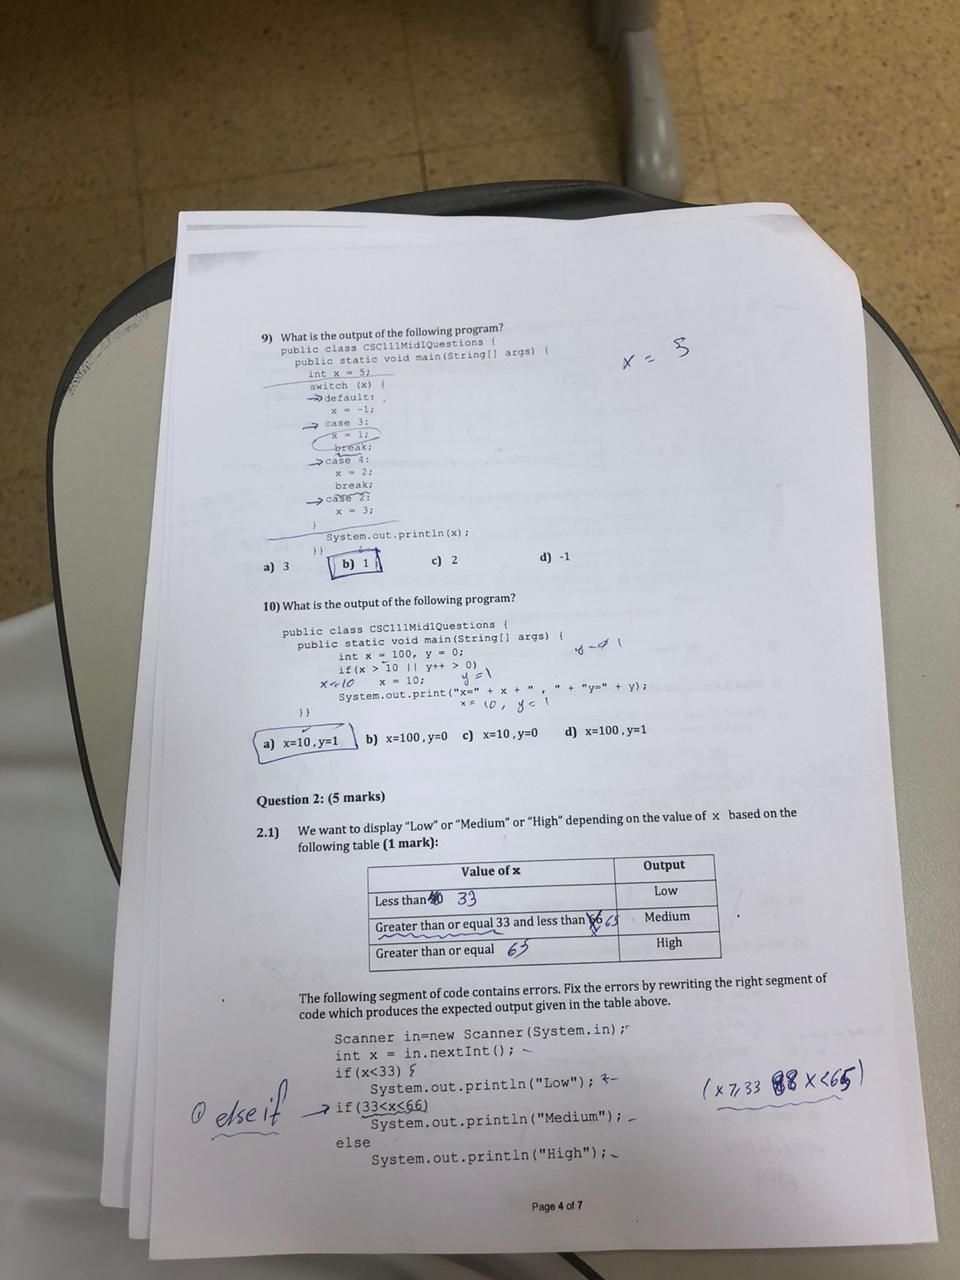 9) What is the output of the following program?
public class CSC111Mid1Questions {
public static void main(String[] args) {
int x = 5;
x = 5
switch (x) {
default:
x = -1;
case 3:
x = 1;
break;
case 4:
x = 2;
break;
case 2:
x = 3;
}
System.out.println(x);
}}
a) 3 b) 1 c) 2 d) -1
10) What is the output of the following program?
public class CSC111Mid1Questions {
public static void main(String[] args) {
int x = 100, y = 0;
if(x > 10 || y++ > 0)
x = 10;
y=1
System.out.print("x=" + x + " , " + "y=" + y);
x = 10, y = 1
}}
a) x=10,y=1 b) x=100,y=0 c) x=10,y=0 d) x=100,y=1
Question 2: (5 marks)
2.1) We want to display "Low" or "Medium" or "High" depending on the value of x based on the
following table (1 mark):
Value of x Output
Less than 33 Low
Greater than or equal 33 and less than 65 Medium
Greater than or equal 65 High
The following segment of code contains errors. Fix the errors by rewriting the right segment of
code which produces the expected output given in the table above.
Scanner in=new Scanner(System.in);
int x = in.nextInt();
if(x<33) {
System.out.println("Low"); }
else if if(33<x<66) (x≥33 && x<65)
System.out.println("Medium");
else
System.out.println("High");
Page 4 of 7